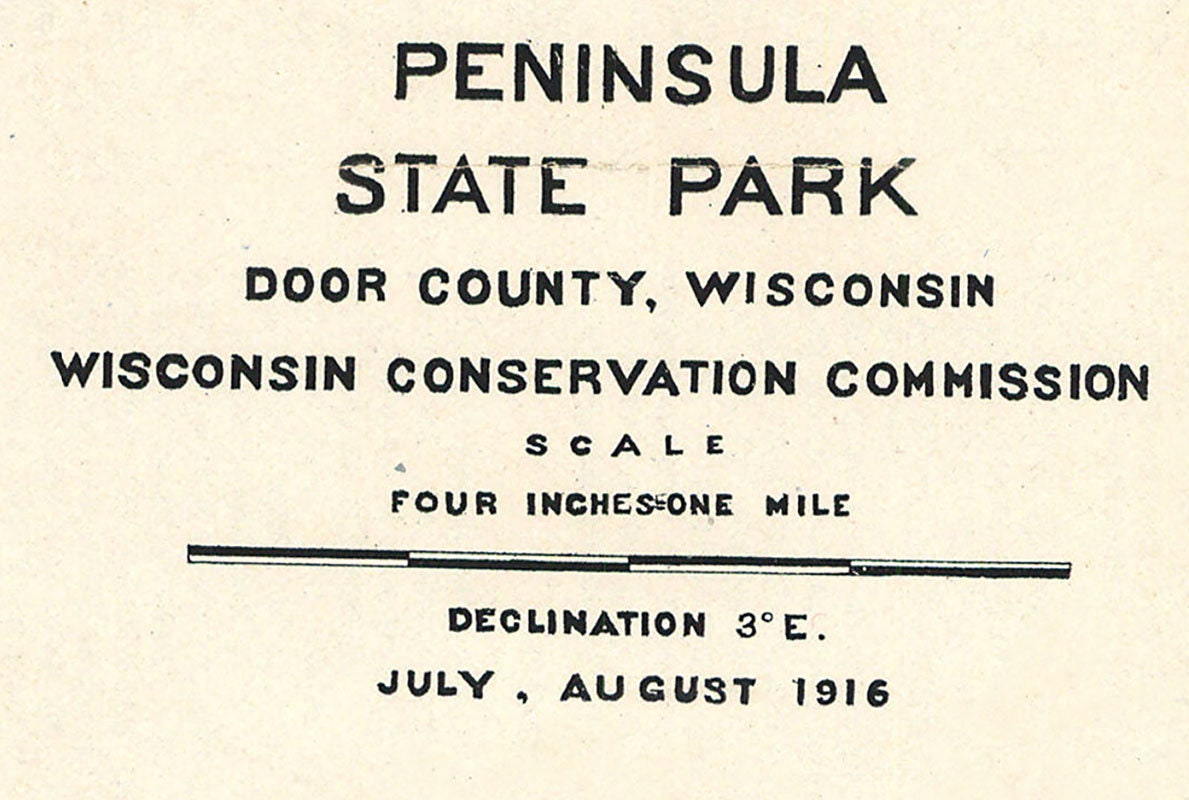 PENINSULA
STATE PARK
DOOR COUNTY, WISCONSIN
WISCONSIN CONSERVATION COMMISSION
SCALE
FOUR INCHES=ONE MILE
DECLINATION 3°E.
JULY, AUGUST 1916